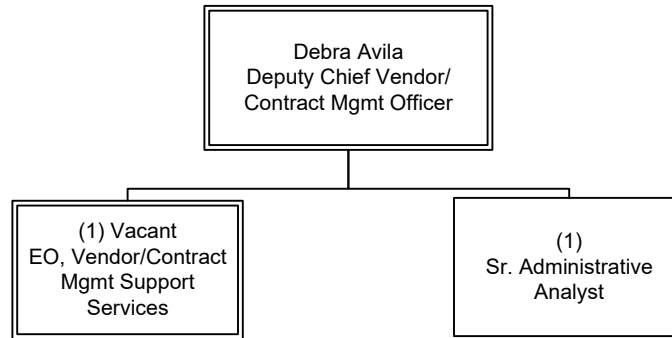 Debra Avila
Deputy Chief Vendor/
Contract Mgmt Officer
(1) Vacant
EO, Vendor/Contract
Mgmt Support
Services
(1)
Sr. Administrative
Analyst